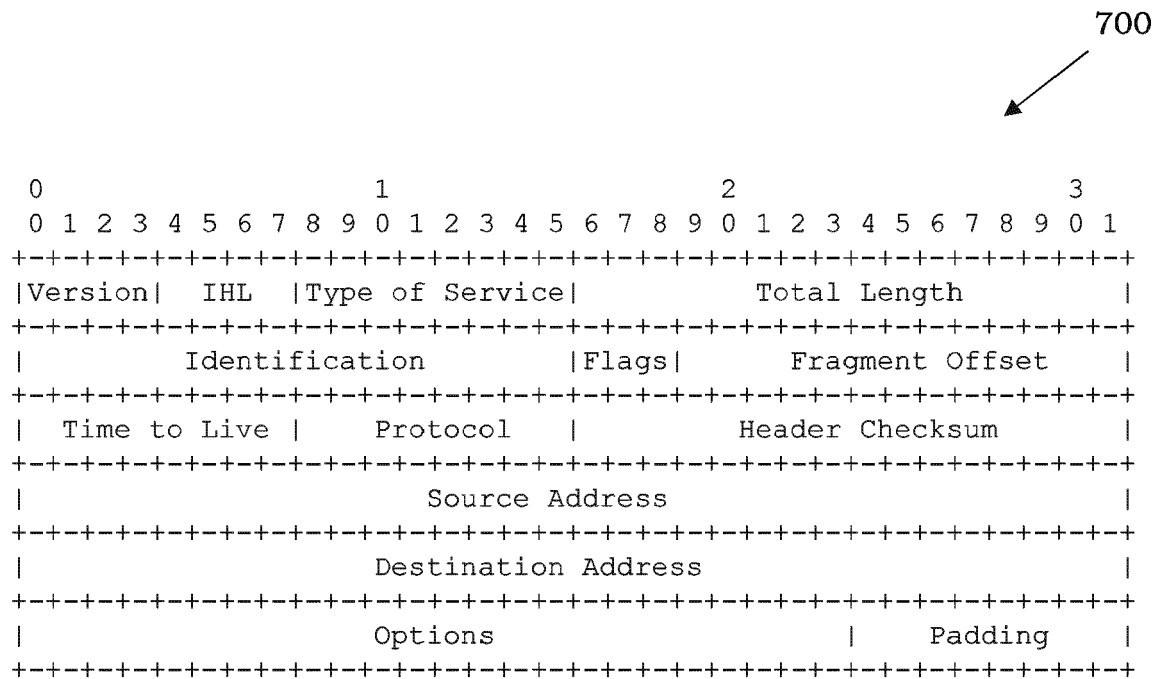 700
 0                   1                   2                   3
 0 1 2 3 4 5 6 7 8 9 0 1 2 3 4 5 6 7 8 9 0 1 2 3 4 5 6 7 8 9 0 1
+-+-+-+-+-+-+-+-+-+-+-+-+-+-+-+-+-+-+-+-+-+-+-+-+-+-+-+-+-+-+-+-+
|Version|  IHL  |Type of Service|          Total Length         |
+-+-+-+-+-+-+-+-+-+-+-+-+-+-+-+-+-+-+-+-+-+-+-+-+-+-+-+-+-+-+-+-+
|         Identification        |Flags|      Fragment Offset    |
+-+-+-+-+-+-+-+-+-+-+-+-+-+-+-+-+-+-+-+-+-+-+-+-+-+-+-+-+-+-+-+-+
|  Time to Live |    Protocol   |         Header Checksum       |
+-+-+-+-+-+-+-+-+-+-+-+-+-+-+-+-+-+-+-+-+-+-+-+-+-+-+-+-+-+-+-+-+
|                       Source Address                          |
+-+-+-+-+-+-+-+-+-+-+-+-+-+-+-+-+-+-+-+-+-+-+-+-+-+-+-+-+-+-+-+-+
|                    Destination Address                        |
+-+-+-+-+-+-+-+-+-+-+-+-+-+-+-+-+-+-+-+-+-+-+-+-+-+-+-+-+-+-+-+-+
|                    Options                    |    Padding    |
+-+-+-+-+-+-+-+-+-+-+-+-+-+-+-+-+-+-+-+-+-+-+-+-+-+-+-+-+-+-+-+-+